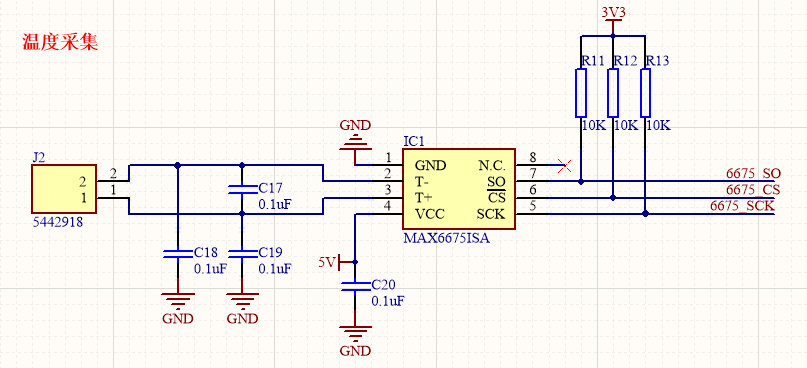 温度采集
3V3
R11
R12
R13
10K
10K
10K
GND
IC1
J2
2
2
1
1
5442918
C17
0.1uF
C18
0.1uF
C19
0.1uF
GND
GND
1
GND
N.C.
8
2
T-
SO
7
6675_SO
3
T+
CS
6
6675_CS
4
VCC
SCK
5
6675_SCK
MAX6675ISA
5V
C20
0.1uF
GND